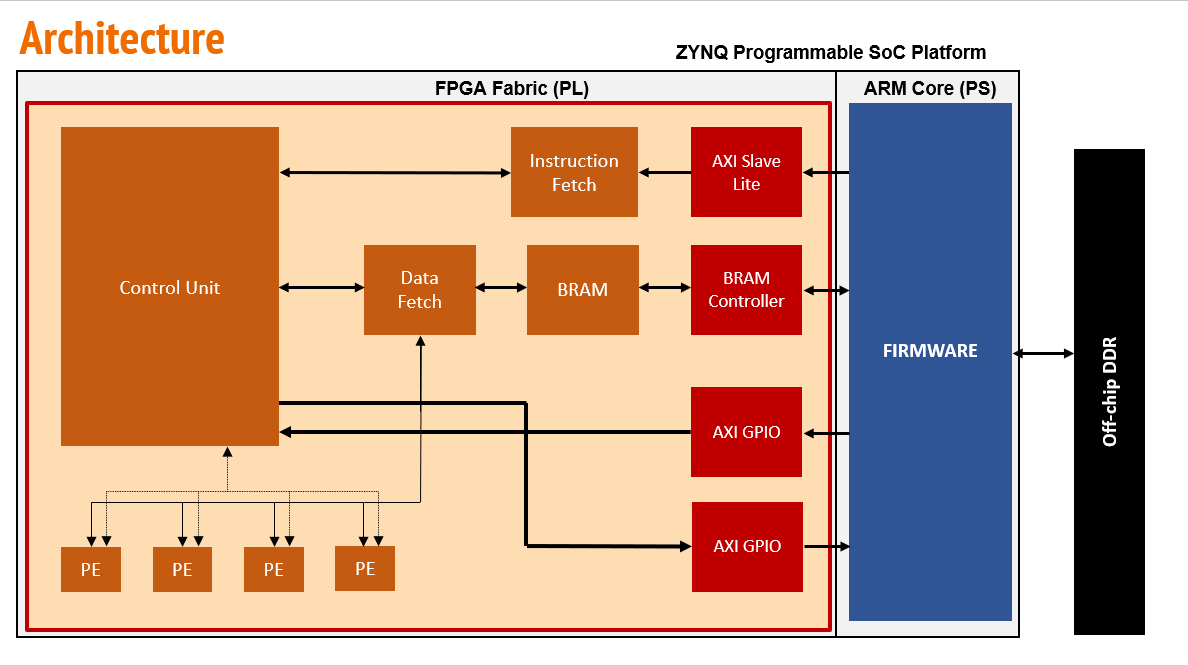 Architecture
ZYNQ Programmable SoC Platform
FPGA Fabric (PL)
ARM Core (PS)
Control Unit
Instruction
Fetch
AXI Slave
Lite
Data
Fetch
BRAM
BRAM
Controller
FIRMWARE
Off-chip DDR
AXI GPIO
AXI GPIO
PE
PE
PE
PE